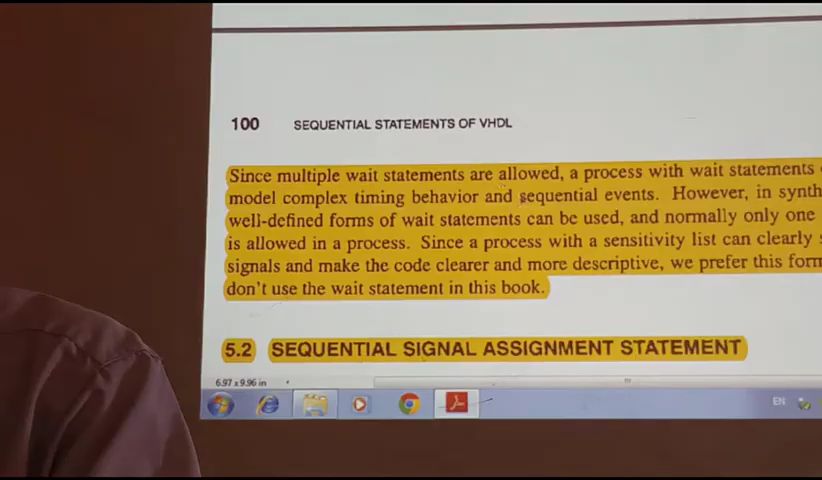 100 SEQUENTIAL STATEMENTS OF VHDL
Since multiple wait statements are allowed, a process with wait statements
model complex timing behavior and sequential events. However, in synth
well-defined forms of wait statements can be used, and normally only one
is allowed in a process. Since a process with a sensitivity list can clearly
signals and make the code clearer and more descriptive, we prefer this form
don't use the wait statement in this book.
5.2 SEQUENTIAL SIGNAL ASSIGNMENT STATEMENT
6.97 x 9.96 in
EN